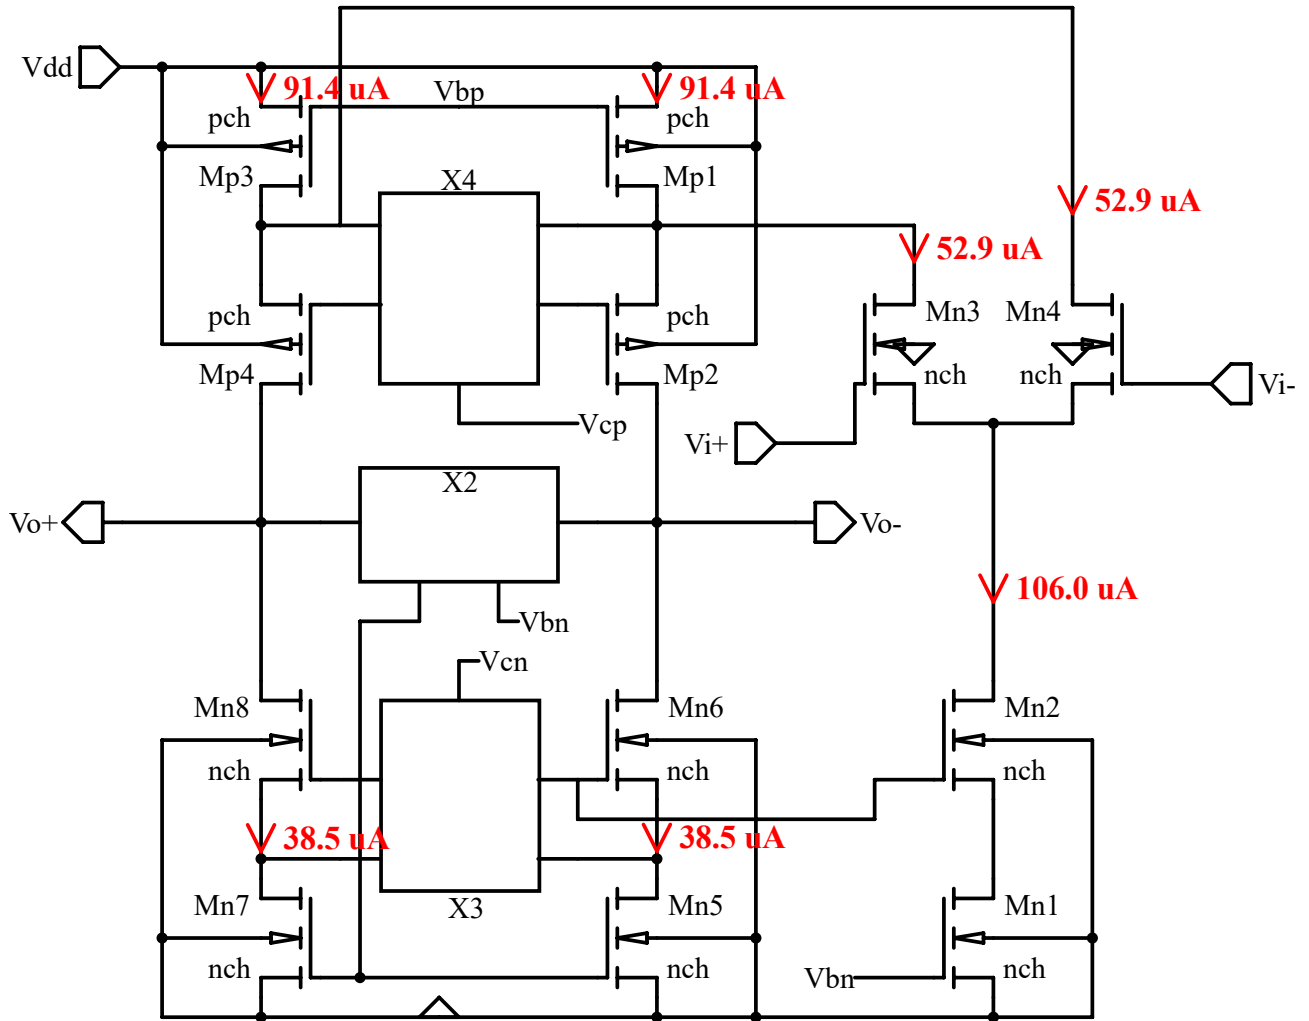 Vdd
91.4 uA
Vbp
91.4 uA
pch
pch
Mp3
X4
Mp1
52.9 uA
52.9 uA
pch
pch
Mn3
Mn4
Mp4
Mp2
nch
nch
Vi-
Vcp
Vi+
X2
Vo+
Vo-
106.0 uA
Vbn
Vcn
Mn8
Mn6
Mn2
nch
nch
nch
38.5 uA
38.5 uA
Mn7
X3
Mn5
Mn1
nch
nch
Vbn
nch